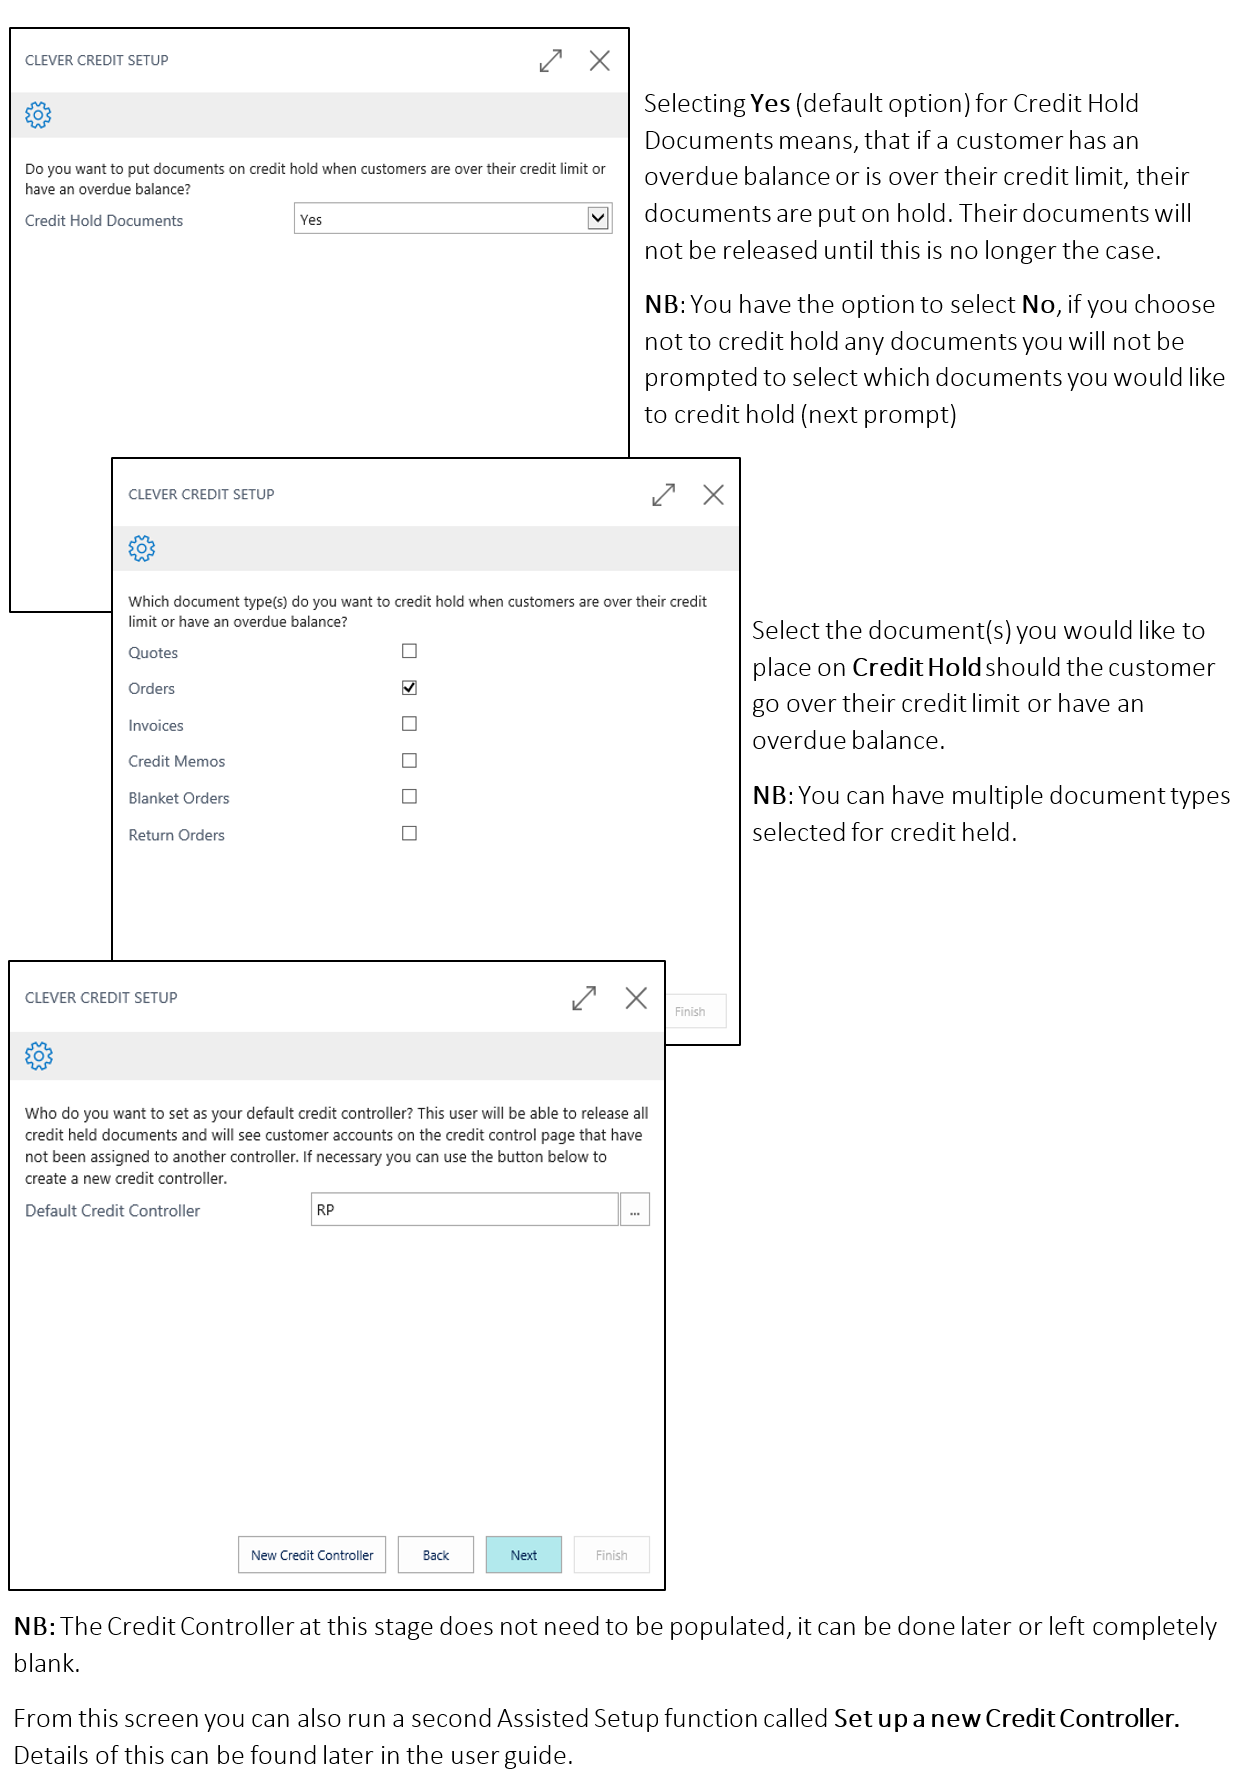 CLEVER CREDIT SETUP
Do you want to put documents on credit hold when customers are over their credit limit or
have an overdue balance?
Credit Hold Documents Yes
Selecting Yes (default option) for Credit Hold
Documents means, that if a customer has an
overdue balance or is over their credit limit, their
documents are put on hold. Their documents will
not be released until this is no longer the case.
NB: You have the option to select No, if you choose
not to credit hold any documents you will not be
prompted to select which documents you would like
to credit hold (next prompt)
CLEVER CREDIT SETUP
Which document type(s) do you want to credit hold when customers are over their credit
limit or have an overdue balance?
Quotes
Orders
Invoices
Credit Memos
Blanket Orders
Return Orders
Finish
Select the document(s) you would like to
place on Credit Hold should the customer
go over their credit limit or have an
overdue balance.
NB: You can have multiple document types
selected for credit held.
CLEVER CREDIT SETUP
Who do you want to set as your default credit controller? This user will be able to release all
credit held documents and will see customer accounts on the credit control page that have
not been assigned to another controller. If necessary you can use the button below to
create a new credit controller.
Default Credit Controller RP ...
New Credit Controller Back Next Finish
NB: The Credit Controller at this stage does not need to be populated, it can be done later or left completely
blank.
From this screen you can also run a second Assisted Setup function called Set up a new Credit Controller.
Details of this can be found later in the user guide.